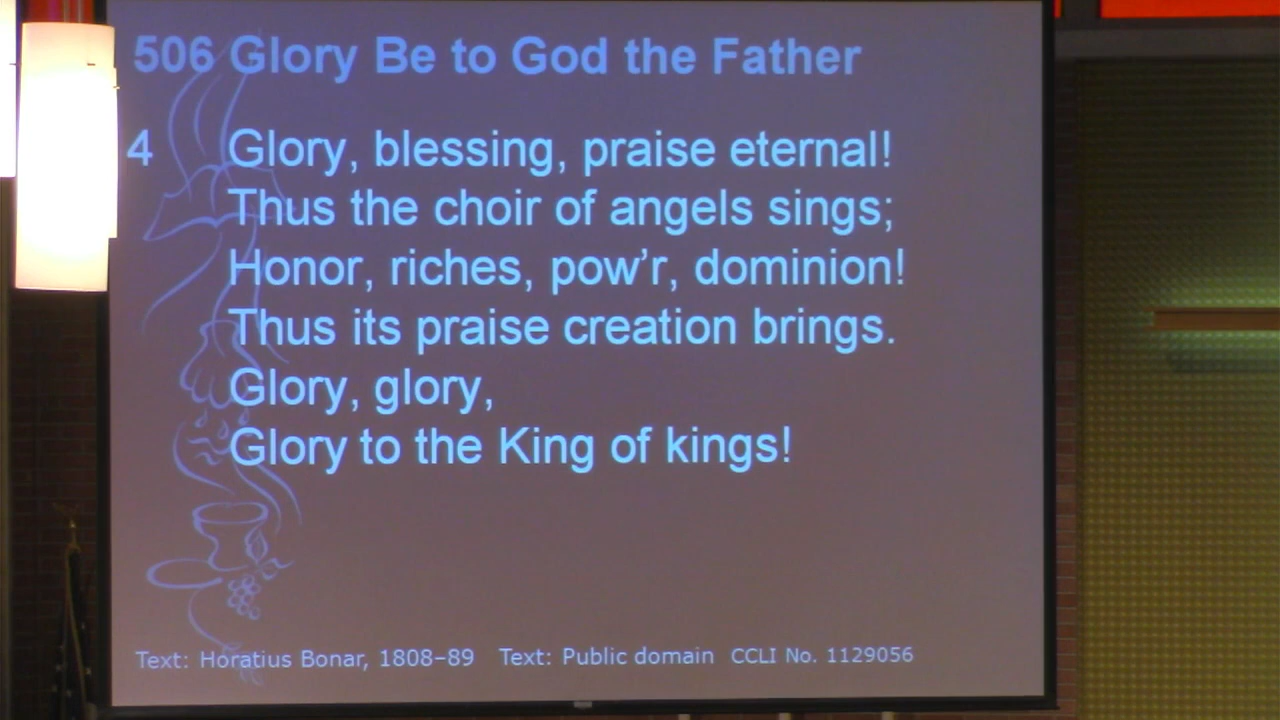 506 Glory Be to God the Father
4 Glory, blessing, praise eternal!
Thus the choir of angels sings;
Honor, riches, pow’r, dominion!
Thus its praise creation brings.
Glory, glory,
Glory to the King of kings!
Text: Horatius Bonar, 1808–89 Text: Public domain CCLI No. 1129056